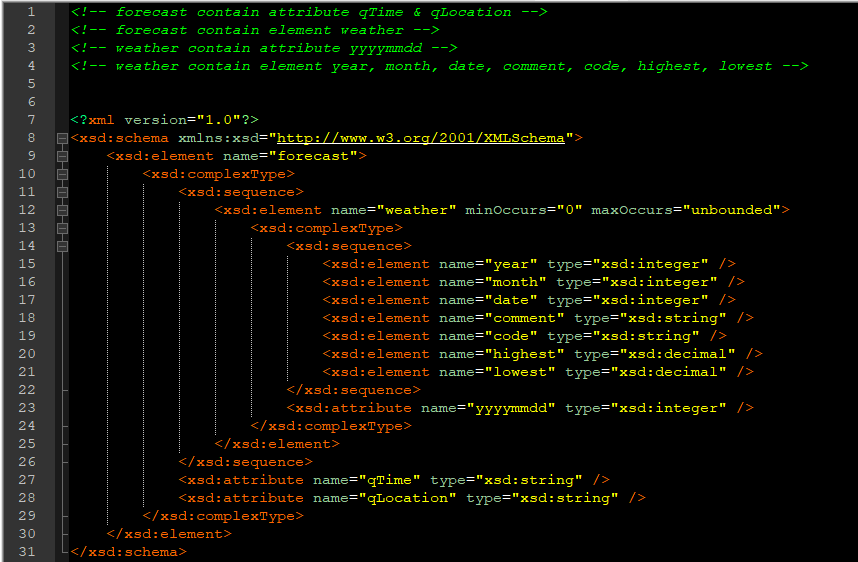 1 <!-- forecast contain attribute qTime & qLocation -->
2 <!-- forecast contain element weather -->
3 <!-- weather contain attribute yyyymmdd -->
4 <!-- weather contain element year, month, date, comment, code, highest, lowest -->
5
6
7 <?xml version="1.0"?>
8 <xsd:schema xmlns:xsd="http://www.w3.org/2001/XMLSchema">
9 <xsd:element name="forecast">
10 <xsd:complexType>
11 <xsd:sequence>
12 <xsd:element name="weather" minOccurs="0" maxOccurs="unbounded">
13 <xsd:complexType>
14 <xsd:sequence>
15 <xsd:element name="year" type="xsd:integer" />
16 <xsd:element name="month" type="xsd:integer" />
17 <xsd:element name="date" type="xsd:integer" />
18 <xsd:element name="comment" type="xsd:string" />
19 <xsd:element name="code" type="xsd:string" />
20 <xsd:element name="highest" type="xsd:decimal" />
21 <xsd:element name="lowest" type="xsd:decimal" />
22 </xsd:sequence>
23 <xsd:attribute name="yyyymmdd" type="xsd:integer" />
24 </xsd:complexType>
25 </xsd:element>
26 </xsd:sequence>
27 <xsd:attribute name="qTime" type="xsd:string" />
28 <xsd:attribute name="qLocation" type="xsd:string" />
29 </xsd:complexType>
30 </xsd:element>
31 </xsd:schema>